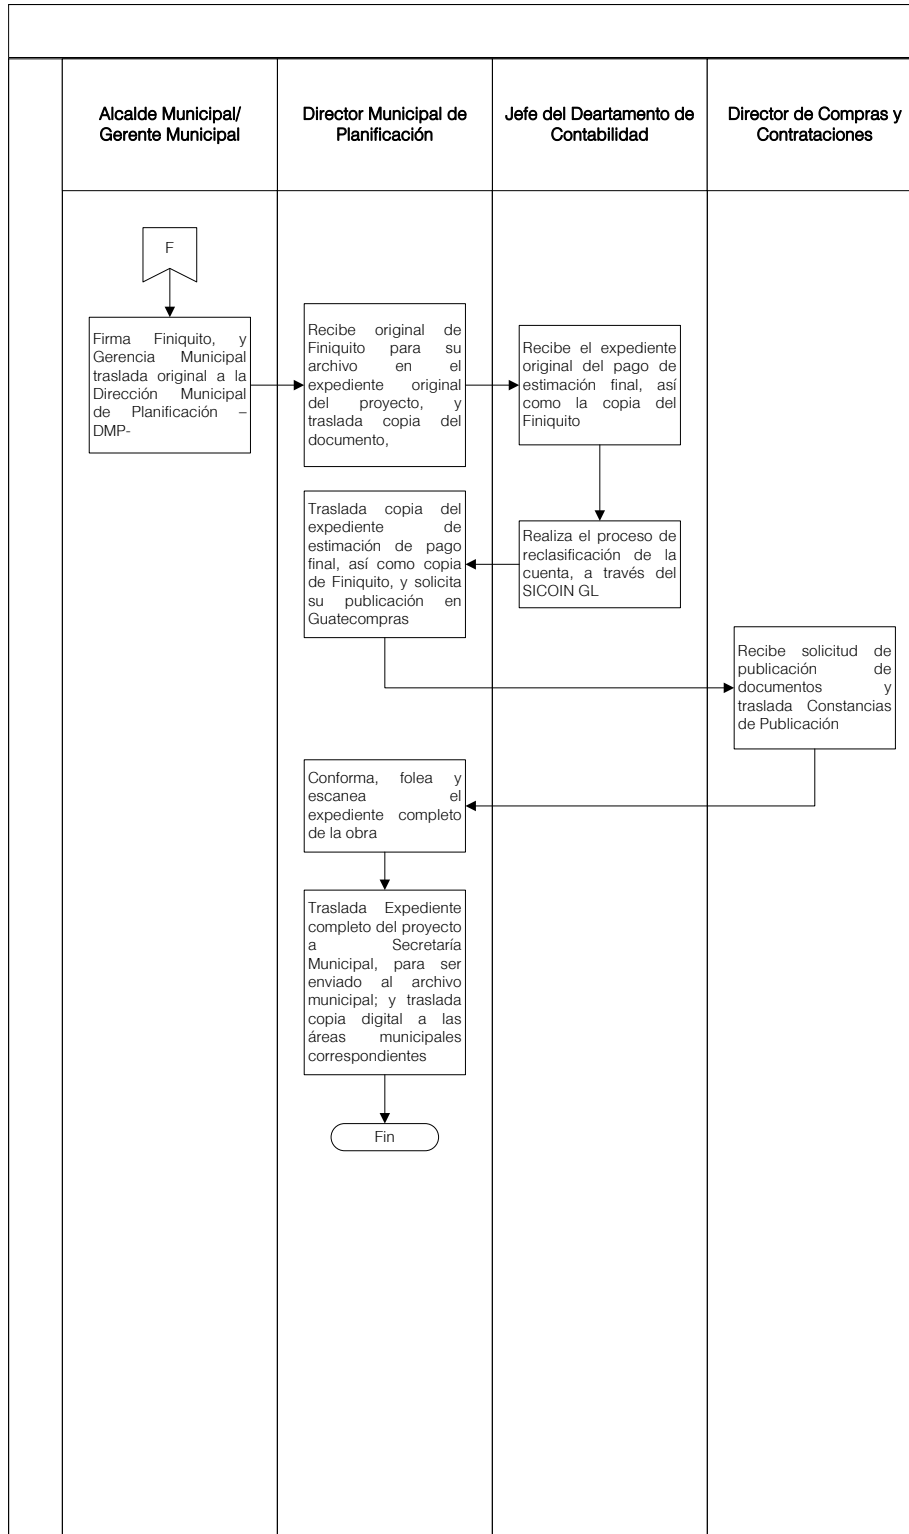 Alcalde Municipal/
Gerente Municipal
Director Municipal de
Planificación
Jefe del Deartamento de
Contabilidad
Director de Compras y
Contrataciones
F
Firma Finiquito, y
Gerencia Municipal
traslada original a la
Dirección Municipal
de Planificación –
DMP-
Recibe original de
Finiquito para su
archivo en el
expediente original
del proyecto, y
traslada copia del
documento,
Recibe el expediente
original del pago de
estimación final, así
como la copia del
Finiquito
Realiza el proceso de
reclasificación de la
cuenta, a través del
SICOIN GL
Traslada copia del
expediente de
estimación de pago
final, así como copia
de Finiquito, y solicita
su publicación en
Guatecompras
Recibe solicitud de
publicación de
documentos y
traslada Constancias
de Publicación
Conforma, folea y
escanea el
expediente completo
de la obra
Traslada Expediente
completo del proyecto
a Secretaría
Municipal, para ser
enviado al archivo
municipal; y traslada
copia digital a las
áreas municipales
correspondientes
Fin